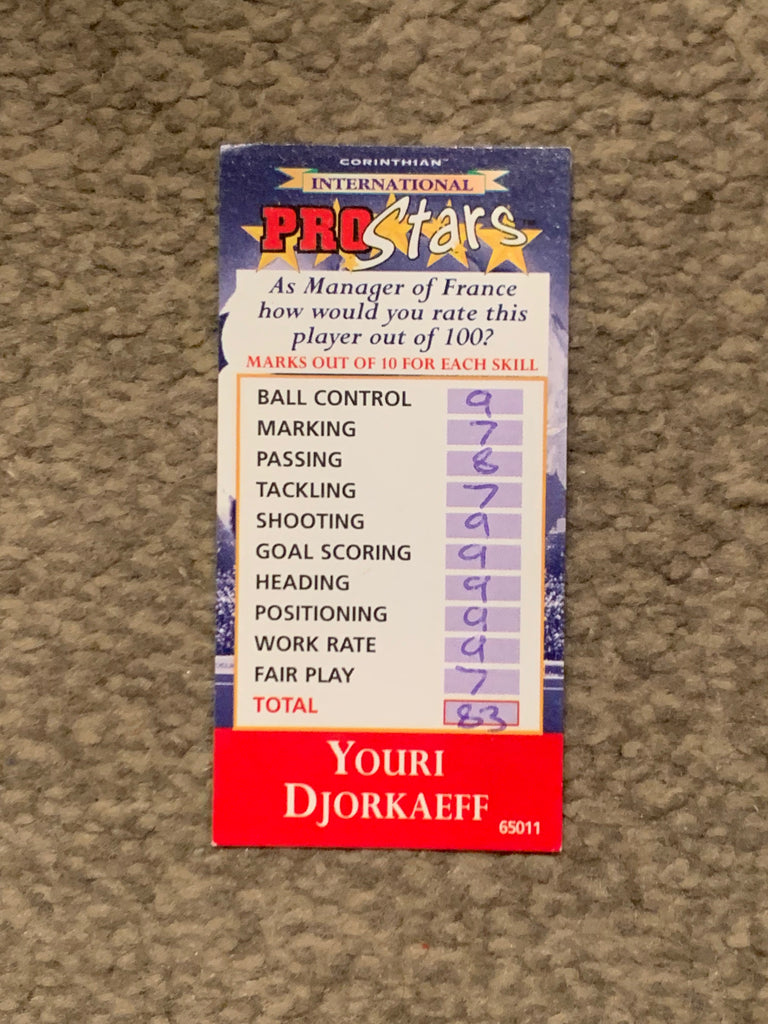 CORINTHIAN™
INTERNATIONAL
PROStars™
As Manager of France
how would you rate this
player out of 100?
MARKS OUT OF 10 FOR EACH SKILL
BALL CONTROL 9
MARKING 7
PASSING 8
TACKLING 7
SHOOTING 9
GOAL SCORING 9
HEADING 9
POSITIONING 9
WORK RATE 9
FAIR PLAY 7
TOTAL 83
YOURI
DJORKAEFF
65011